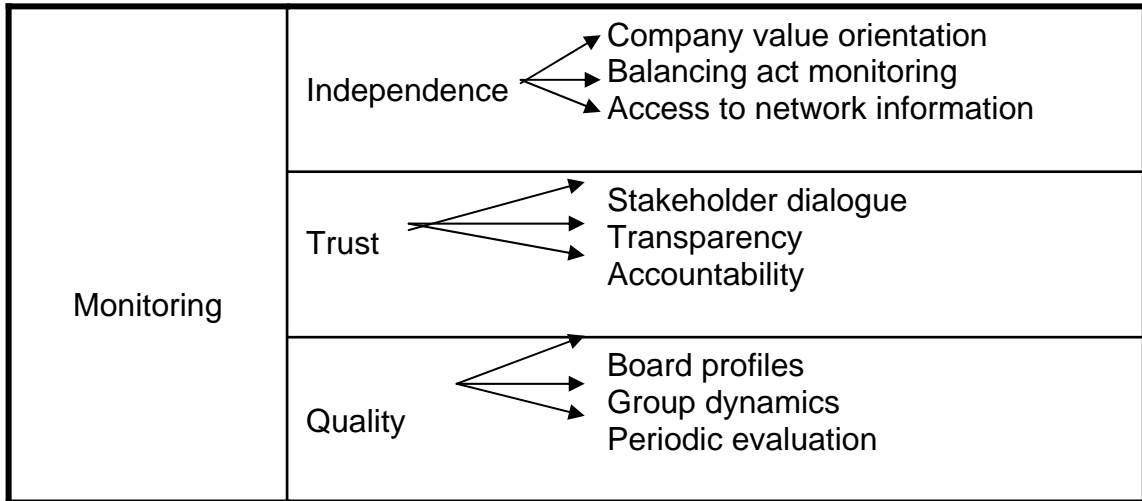 Monitoring
Independence
Company value orientation
Balancing act monitoring
Access to network information
Trust
Stakeholder dialogue
Transparency
Accountability
Quality
Board profiles
Group dynamics
Periodic evaluation